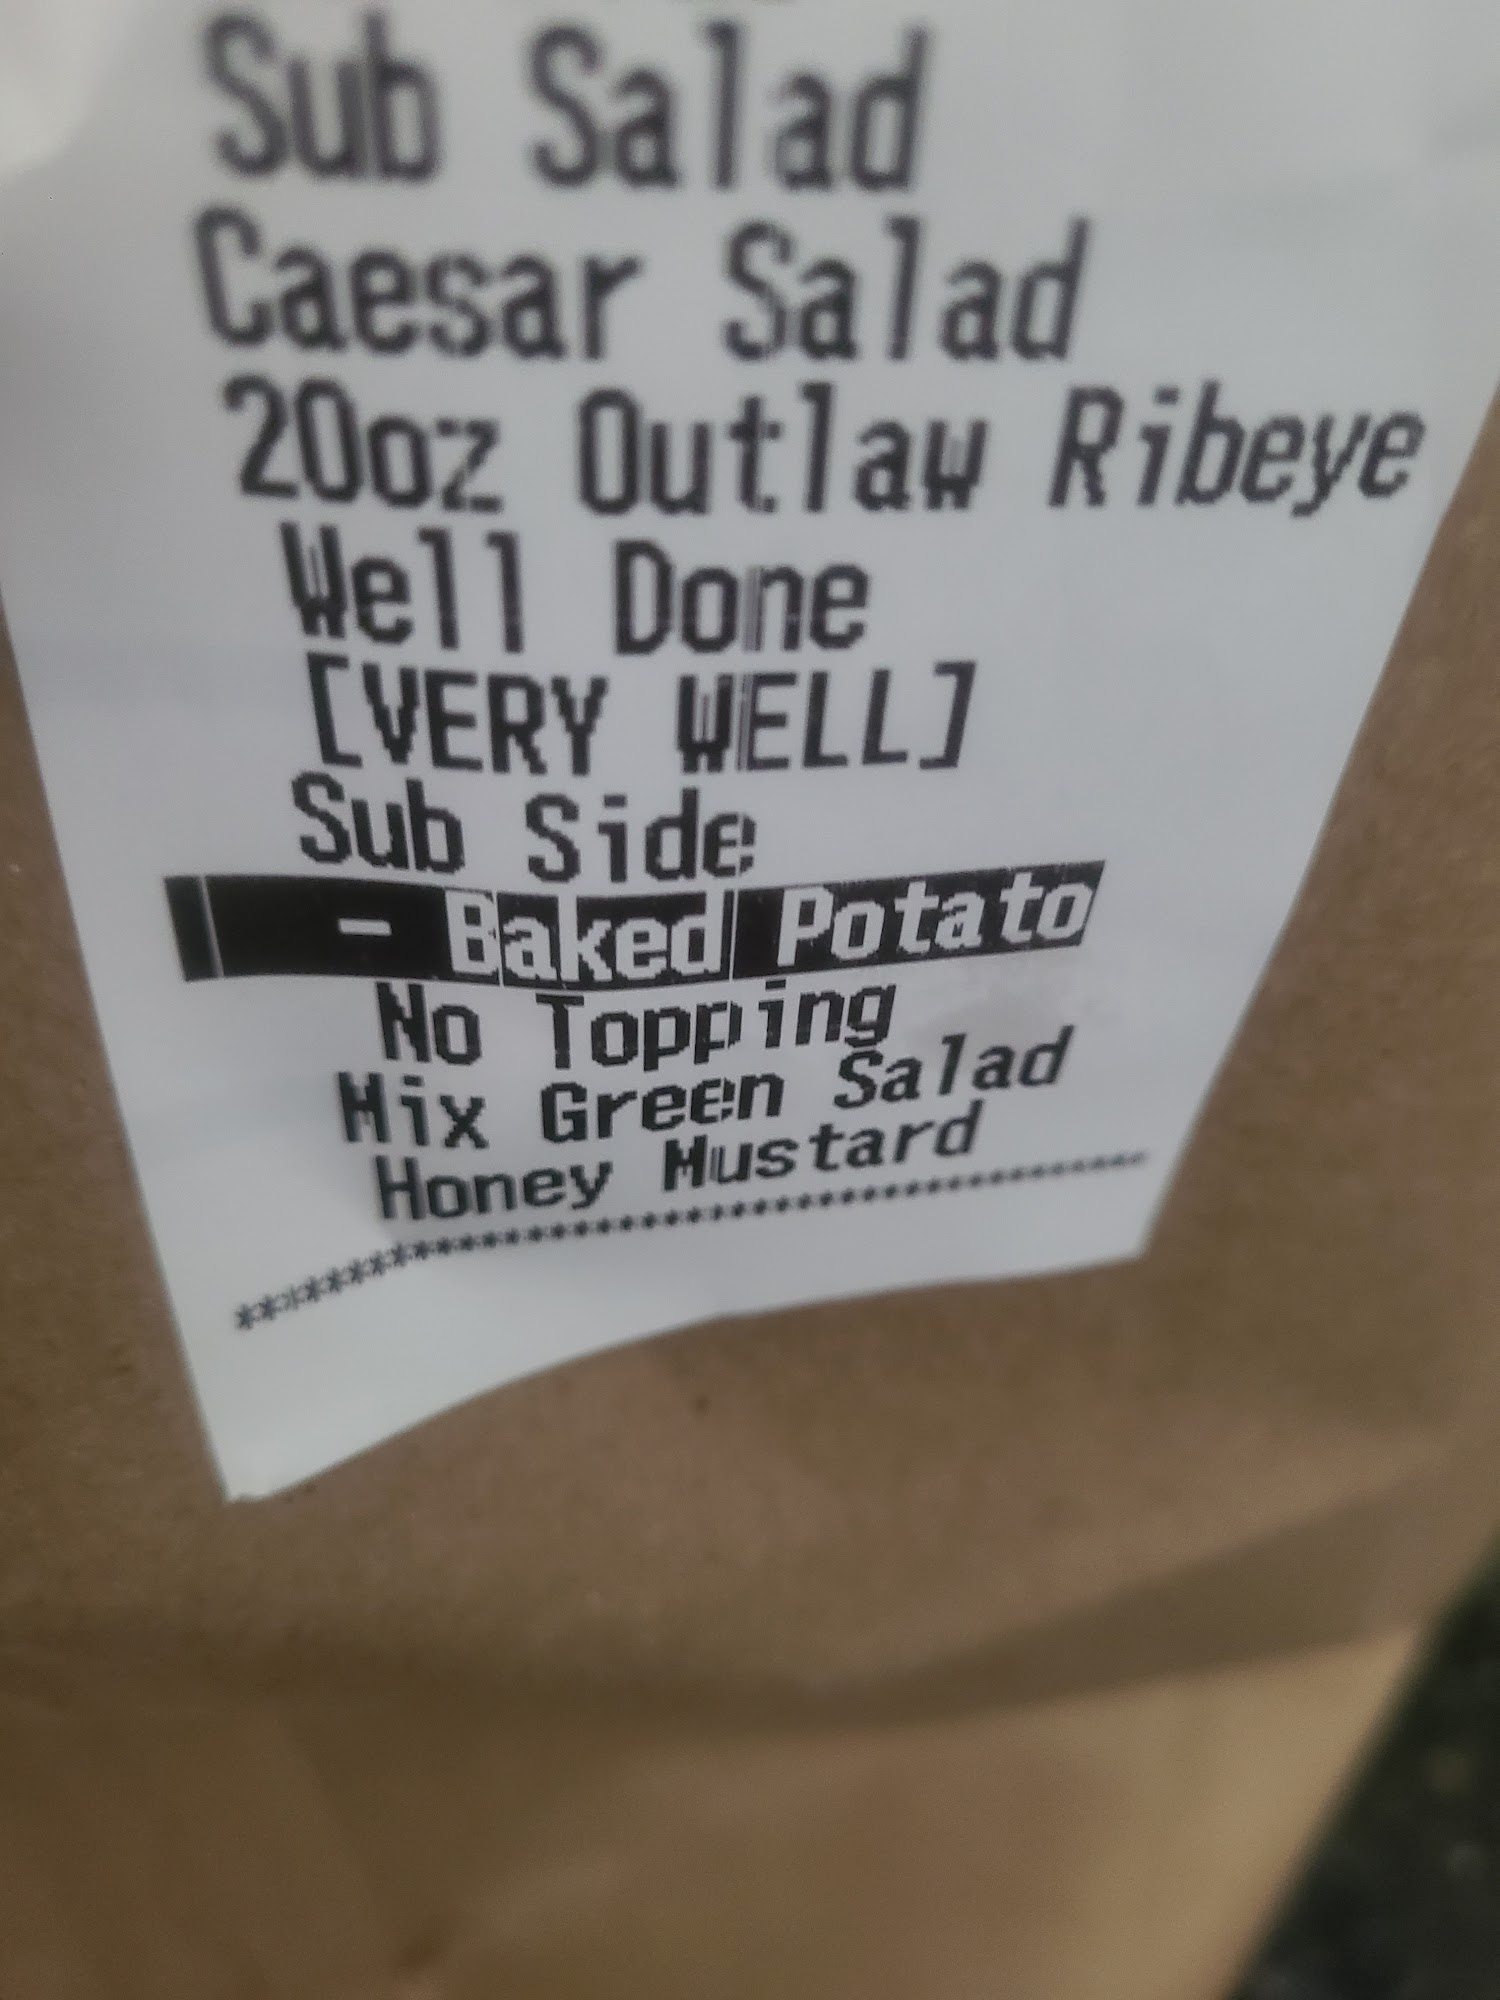 Sub Salad
Caesar Salad
20oz Outlaw Ribeye
Well Done
[VERY WELL]
Sub Side
- Baked Potato
No Topping
Mix Green Salad
Honey Mustard
****************************************